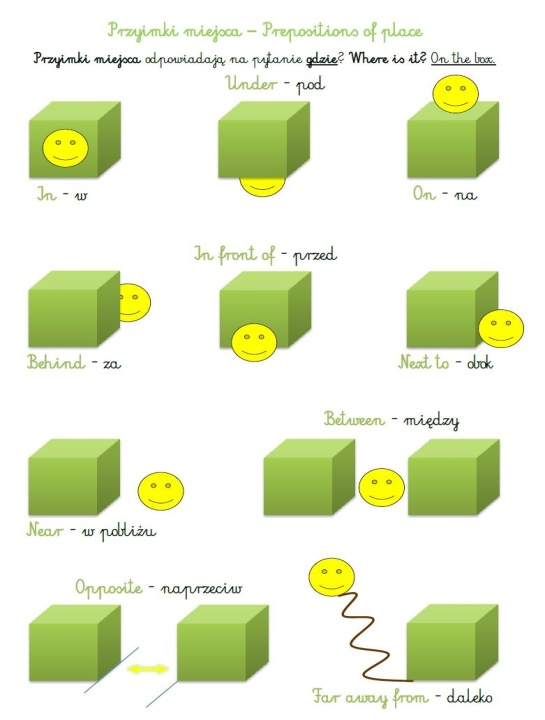 Przyimki miejsca – Prepositions of place
Przyimki miejsca odpowiadają na pytanie gdzie? Where is it? On the box.
Under - pod
In - w
On - na
In front of - przed
Behind - za
Next to - obok
Between - między
Near - w pobliżu
Opposite - naprzeciw
Far away from - daleko